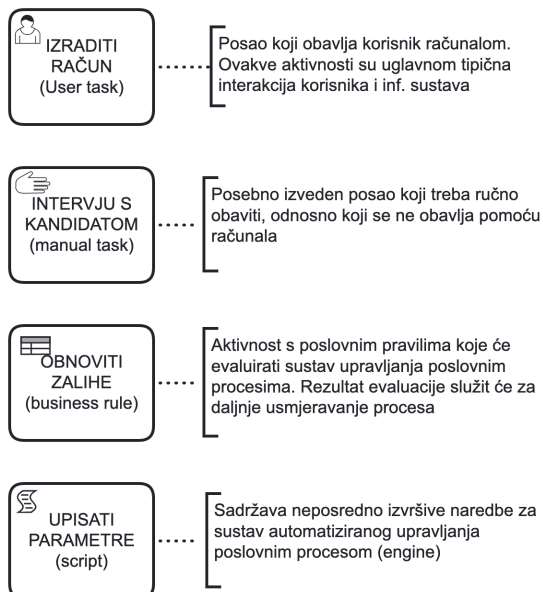 IZRADITI
RAČUN
(User task)
Posao koji obavlja korisnik računalom.
Ovakve aktivnosti su uglavnom tipična
interakcija korisnika i inf. sustava
INTERVJU S
KANDIDATOM
(manual task)
Posebno izveden posao koji treba ručno
obaviti, odnosno koji se ne obavlja pomoću
računala
OBNOVITI
ZALIHE
(business rule)
Aktivnost s poslovnim pravilima koje će
evaluirati sustav upravljanja poslovnim
procesima. Rezultat evaluacije služit će za
daljnje usmjeravanje procesa
UPISATI
PARAMETRE
(script)
Sadržava neposredno izvršive naredbe za
sustav automatiziranog upravljanja
poslovnim procesom (engine)